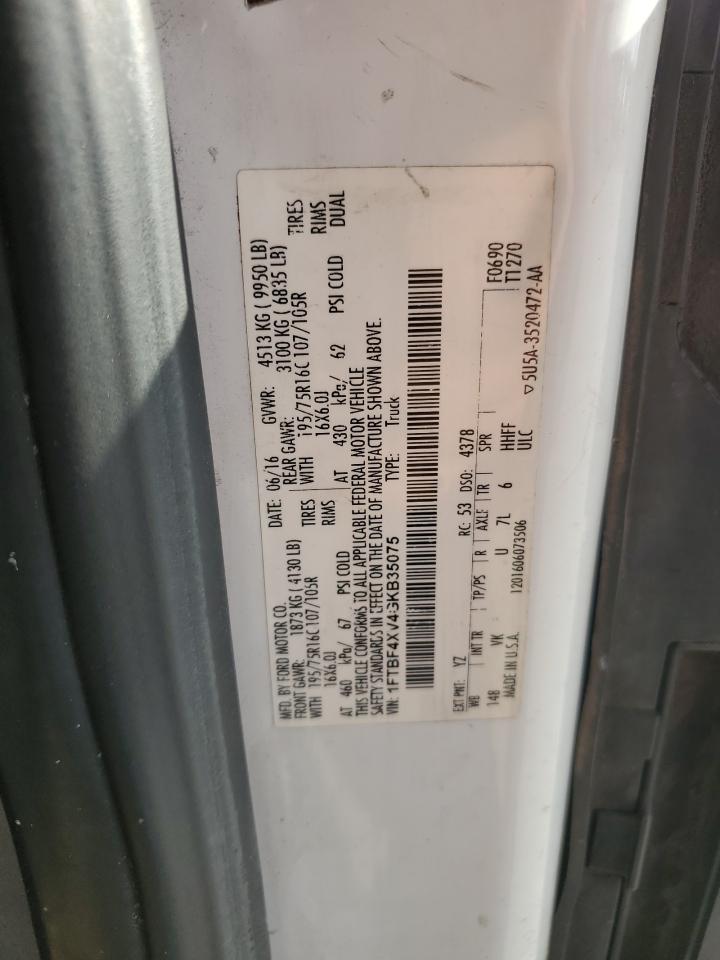 MFD. BY FORD MOTOR CO. DATE: 06/16 GVWR: 4513 KG ( 9950 LB)
FRONT GAWR: 1873 KG ( 4130 LB) REAR GAWR: 3100 KG ( 6835 LB)
WITH 195/75R16C 107/105R TIRES WITH 195/75R16C 107/105R TIRES
16X6.0J RIMS 16X6.0J RIMS
AT 460 kPa/ 67 PSI COLD AT 430 kPa/ 62 PSI COLD DUAL
THIS VEHICLE CONFORMS TO ALL APPLICABLE FEDERAL MOTOR VEHICLE
SAFETY STANDARDS IN EFFECT ON THE DATE OF MANUFACTURE SHOWN ABOVE.
VIN: 1FTBF4XV4GKB35075 TYPE: Truck
EXT PNT: YZ RC: 53 DSO: 4378
WB INT TR TP/PS R AXLE TR SPR F0690
148 VK U 7L 6 HHFF T1270
MADE IN U.S.A. 1201606073506 ULC
▽5U5A-3520472-AA